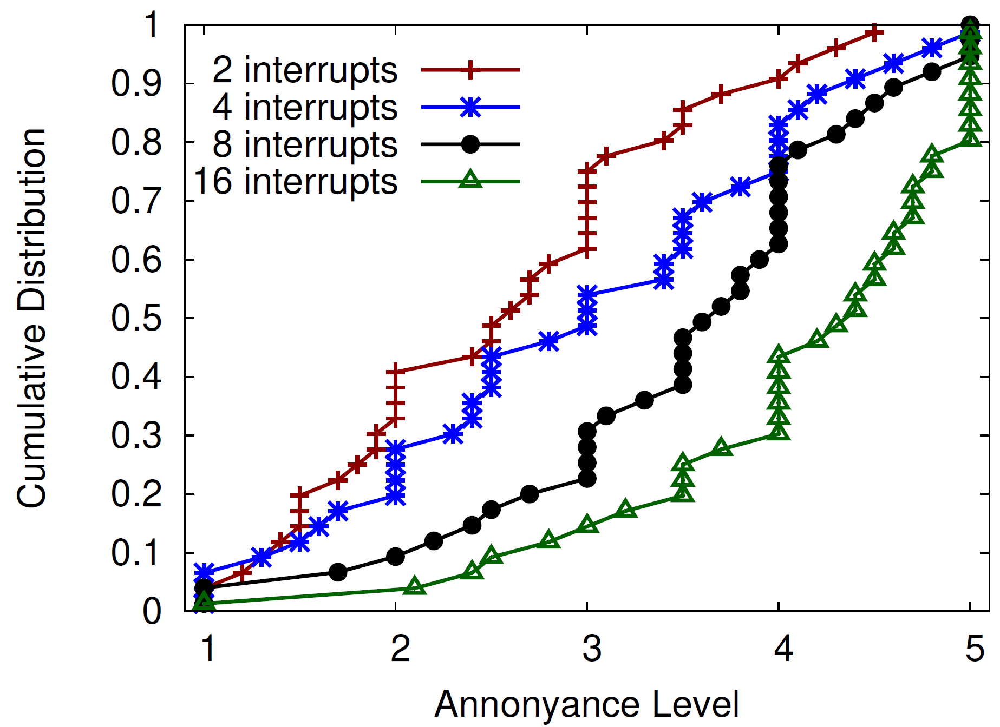 1
0.9
0.8
0.7
0.6
0.5
0.4
0.3
0.2
0.1
0
Cumulative Distribution
2 interrupts
4 interrupts
8 interrupts
16 interrupts
1 2 3 4 5
Annonyance Level